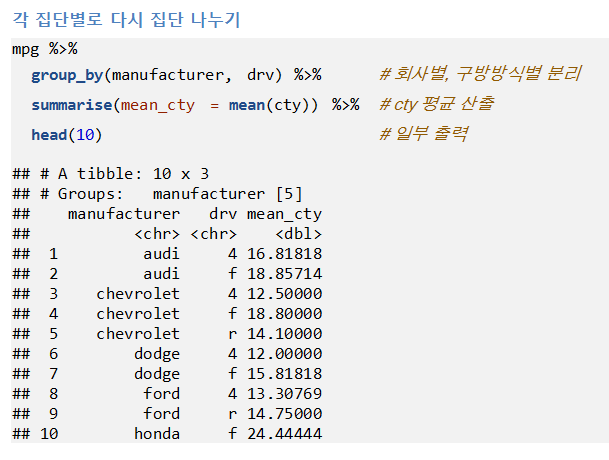 각 집단별로 다시 집단 나누기
mpg %>%
group_by(manufacturer, drv) %>% # 회사별, 구방방식별 분리
summarise(mean_cty = mean(cty)) %>% # cty 평균 산출
head(10) # 일부 출력
## # A tibble: 10 x 3
## # Groups: manufacturer [5]
## manufacturer drv mean_cty
## <chr> <chr> <dbl>
## 1 audi 4 16.81818
## 2 audi f 18.85714
## 3 chevrolet 4 12.50000
## 4 chevrolet f 18.80000
## 5 chevrolet r 14.10000
## 6 dodge 4 12.00000
## 7 dodge f 15.81818
## 8 ford 4 13.30769
## 9 ford r 14.75000
## 10 honda f 24.44444